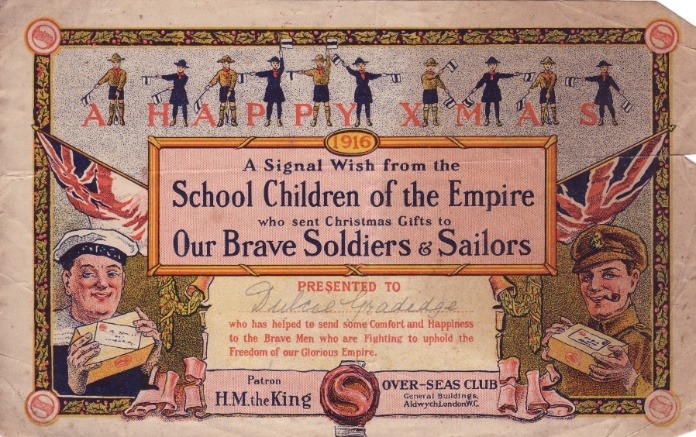 A HAPPY XMAS
1916
A Signal Wish from the
School Children of the Empire
who sent Christmas Gifts to
Our Brave Soldiers & Sailors
PRESENTED TO
Dulcie Gradedge
who has helped to send some Comfort and Happiness
to the Brave Men who are Fighting to uphold the
Freedom of our Glorious Empire.
Patron
H.M. the King
S
OVER-SEAS CLUB
General Buildings,
Aldwych, London W.C.